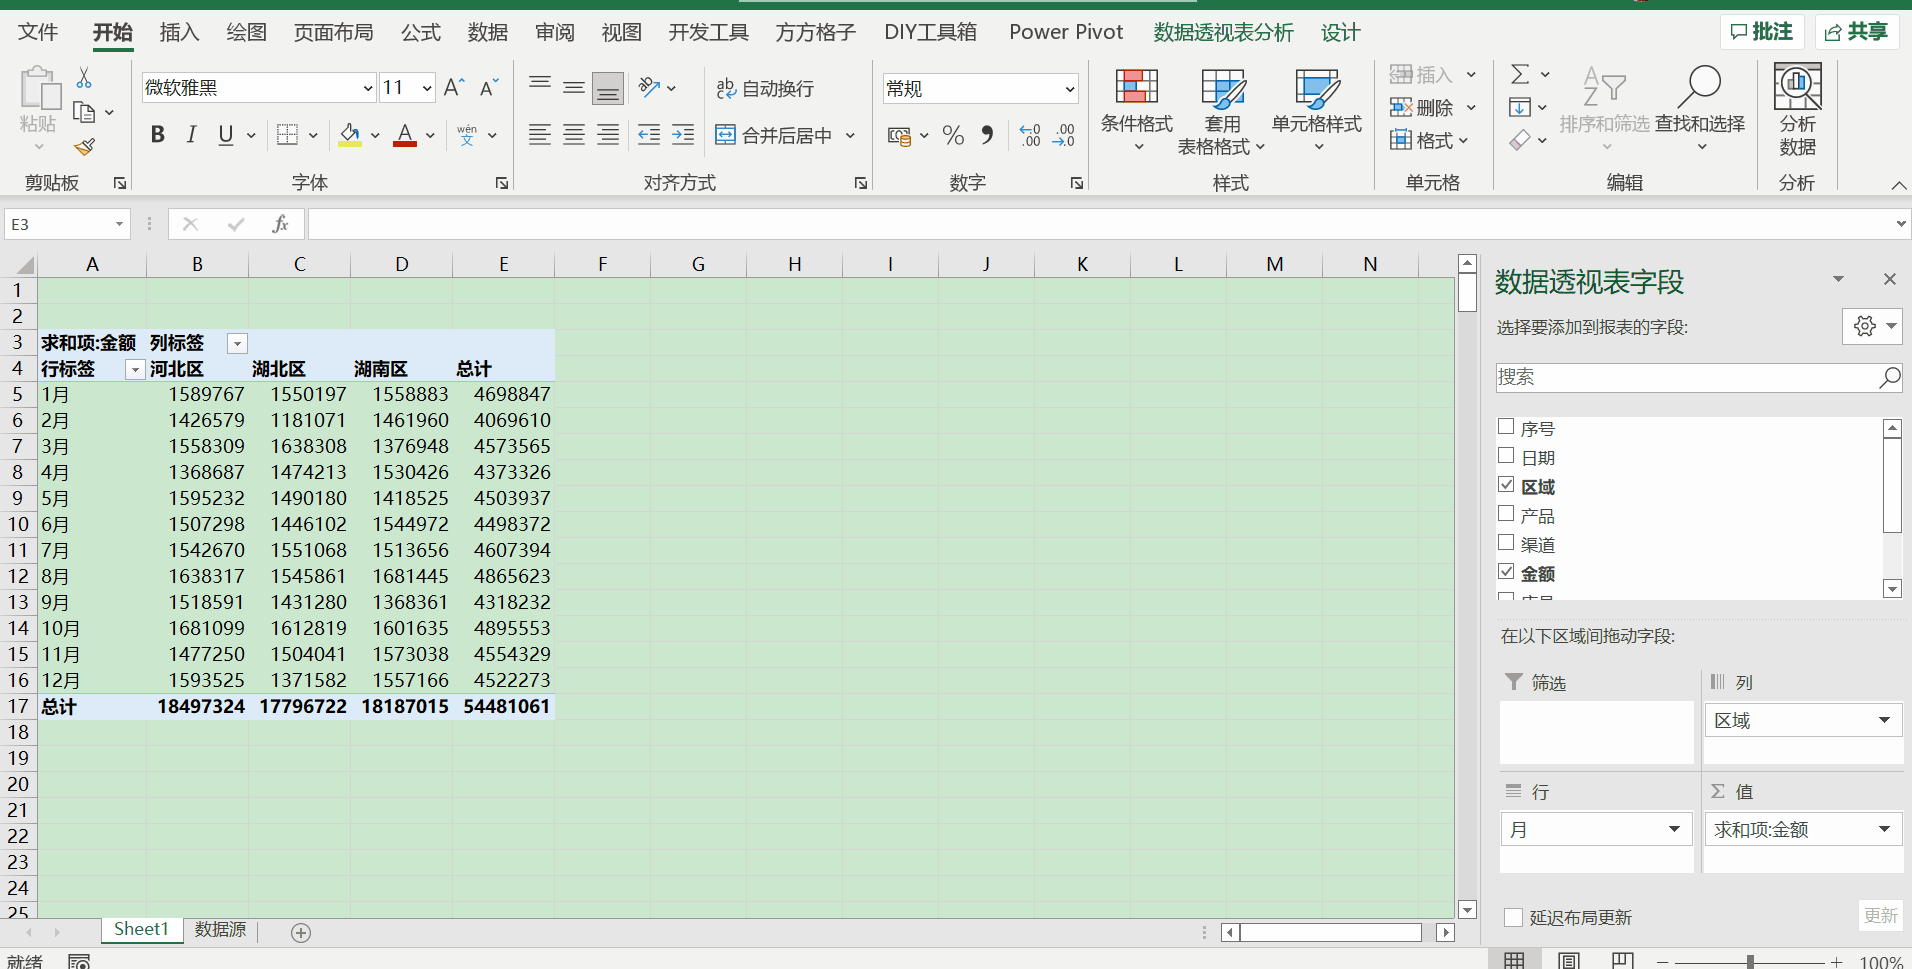 文件 开始 插入 绘图 页面布局 公式 数据 审阅 视图 开发工具 方方格子 DIY工具箱 Power Pivot 数据透视表分析 设计 批注 共享
微软雅黑 11 A A 自动换行 常规 插入
粘贴 删除
条件格式 套用 单元格样式 排序和筛选 查找和选择 分析
B I U A wén 文 合并后居中 % 表格格式 格式 数据
剪贴板 字体 对齐方式 数字 样式 单元格 编辑 分析
E3 fx
A B C D E F G H I J K L M N
1
2
3 求和项:金额 列标签
4 行标签 河北区 湖北区 湖南区 总计
5 1月 1589767 1550197 1558883 4698847
6 2月 1426579 1181071 1461960 4069610
7 3月 1558309 1638308 1376948 4573565
8 4月 1368687 1474213 1530426 4373326
9 5月 1595232 1490180 1418525 4503937
10 6月 1507298 1446102 1544972 4498372
11 7月 1542670 1551068 1513656 4607394
12 8月 1638317 1545861 1681445 4865623
13 9月 1518591 1431280 1368361 4318232
14 10月 1681099 1612819 1601635 4895553
15 11月 1477250 1504041 1573038 4554329
16 12月 1593525 1371582 1557166 4522273
17 总计 18497324 17796722 18187015 54481061
18
19
20
21
22
23
24
25
Sheet1 数据源
就绪
100%
数据透视表字段
选择要添加到报表的字段:
搜索
序号
日期
区域
产品
渠道
金额
在以下区域间拖动字段:
筛选 列
区域
行 Σ 值
月 求和项:金额
延迟布局更新 更新